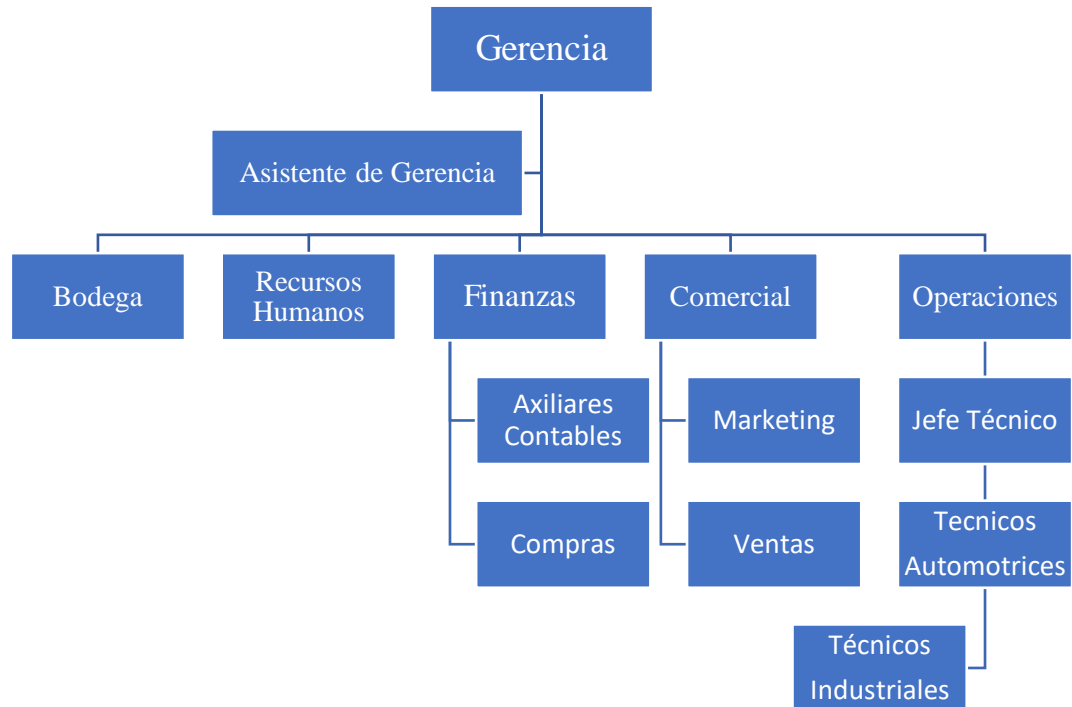 Gerencia
Asistente de Gerencia
Bodega
Recursos
Humanos
Finanzas
Comercial
Operaciones
Axiliares
Contables
Marketing
Jefe Técnico
Compras
Ventas
Tecnicos
Automotrices
Técnicos
Industriales